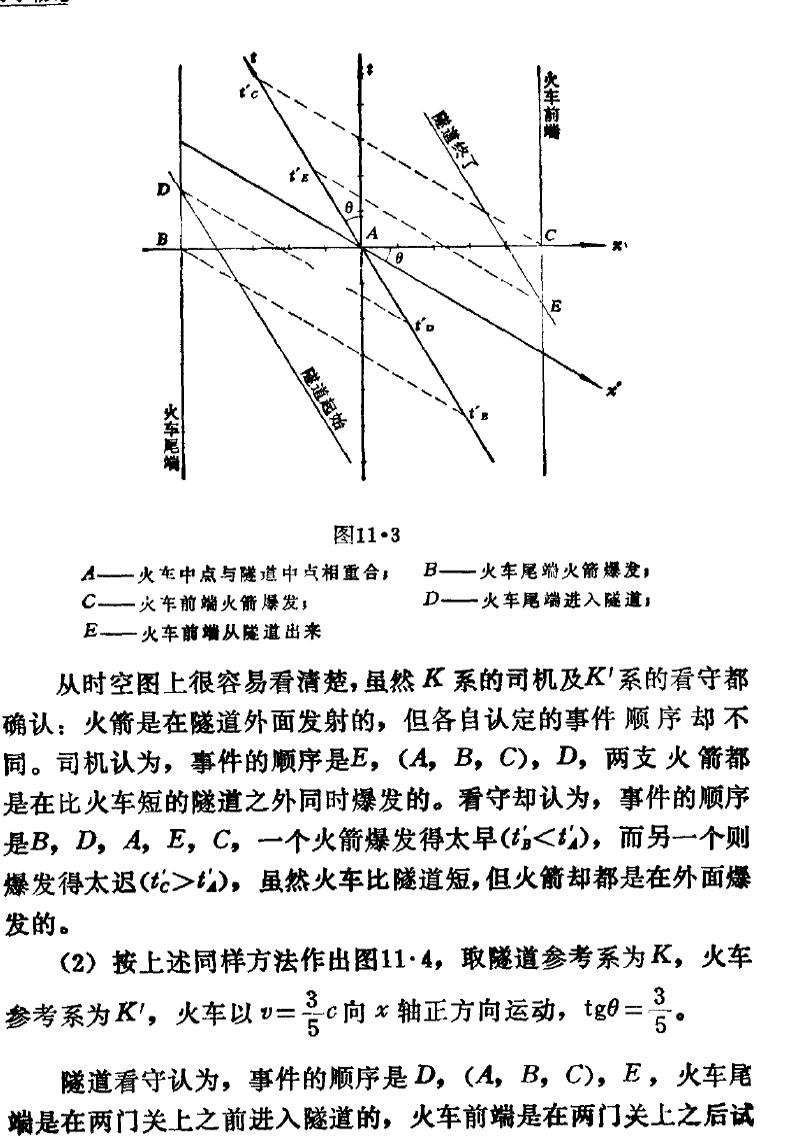 t
t
t′C
火车前端
隧道终了
t′E
D
θ
A
B
C
x
θ
E
t′D
x′
隧道起始
火车尾端
t′B
图11·3
A——火车中点与隧道中点相重合; B——火车尾端火箭爆发;
C——火车前端火箭爆发; D——火车尾端进入隧道;
E——火车前端从隧道出来
从时空图上很容易看清楚,虽然 K 系的司机及K′系的看守都
确认:火箭是在隧道外面发射的,但各自认定的事件顺序却不
同。司机认为,事件的顺序是E,(A,B,C),D,两支火箭都
是在比火车短的隧道之外同时爆发的。看守却认为,事件的顺序
是B,D,A,E,C,一个火箭爆发得太早(t′B<t′A),而另一个则
爆发得太迟(t′C>t′A),虽然火车比隧道短,但火箭却都是在外面爆
发的。
(2)按上述同样方法作出图11·4,取隧道参考系为K,火车
参考系为K′,火车以 v=3/5c向 x 轴正方向运动,tgθ=3/5。
隧道看守认为,事件的顺序是 D,(A,B,C),E,火车尾
端是在两门关上之前进入隧道的,火车前端是在两门关上之后试